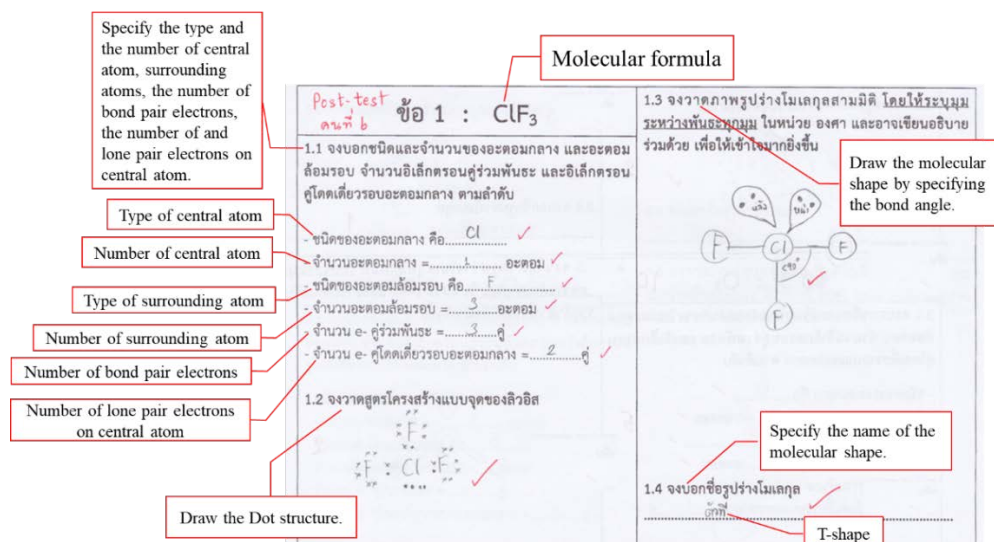 Specify the type and
the number of central
atom, surrounding
atoms, the number of
bond pair electrons,
the number of and
lone pair electrons on
central atom.
Molecular formula
Post-test
คนที่ 6
ข้อ 1 : ClF₃
1.1 จงบอกชนิดและจำนวนของอะตอมกลาง และอะตอม
ล้อมรอบ จำนวนอิเล็กตรอนคู่ร่วมพันธะ และอิเล็กตรอน
คู่โดดเดี่ยวรอบอะตอมกลาง ตามลำดับ
Type of central atom
- ชนิดของอะตอมกลาง คือ.....Cl.....
Number of central atom
- จำนวนอะตอมกลาง =.....1..... อะตอม
Type of surrounding atom
- ชนิดของอะตอมล้อมรอบ คือ.....F.....
Number of surrounding atom
- จำนวนอะตอมล้อมรอบ =.....3.....อะตอม
Number of bond pair electrons
- จำนวน e- คู่ร่วมพันธะ =.....3.....คู่
Number of lone pair electrons
on central atom
- จำนวน e- คู่โดดเดี่ยวรอบอะตอมกลาง =.....2.....คู่
1.2 จงวาดสูตรโครงสร้างแบบจุดของลิวอิส
F
F : Cl : F
Draw the Dot structure.
1.3 จงวาดภาพรูปร่างโมเลกุลสามมิติ โดยให้ระบุมุม
ระหว่างพันธะทุกมุม ในหน่วย องศา และอาจเขียนอธิบาย
ร่วมด้วย เพื่อให้เข้าใจมากยิ่งขึ้น
Draw the molecular
shape by specifying
the bond angle.
หลัง
หน้า
F
Cl
F
<90°
F
Specify the name of the
molecular shape.
1.4 จงบอกชื่อรูปร่างโมเลกุล
ตัวที
T-shape